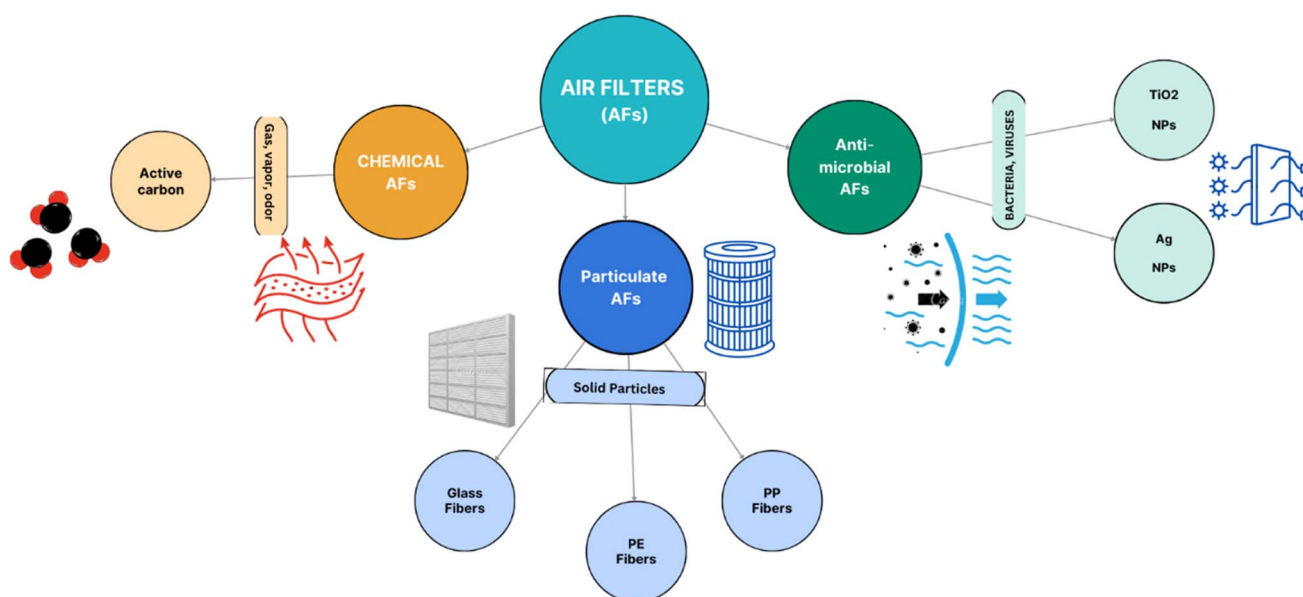 AIR FILTERS
(AFs)
CHEMICAL
AFs
Gas, vapor, odor
Active
carbon
Particulate
AFs
Solid Particles
Glass
Fibers
PE
Fibers
PP
Fibers
Anti-
microbial
AFs
BACTERIA, VIRUSES
TiO2
NPs
Ag
NPs